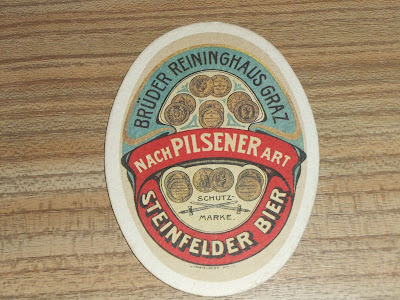 BRÜDER REININGHAUS GRAZ
NACH PILSENER ART
SCHUTZ-
MARKE.
STEINFELDER BIER